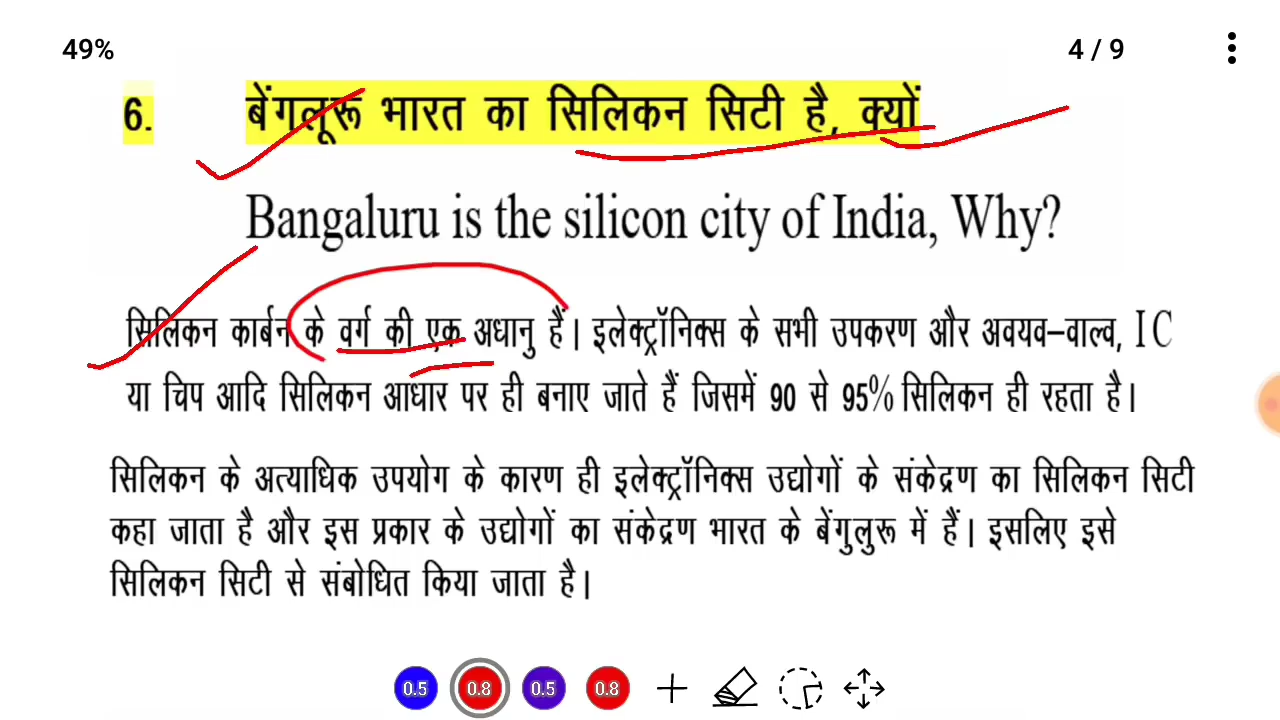 49%
4 / 9
6. बेंगलूरू भारत का सिलिकन सिटी है, क्यों
Bangaluru is the silicon city of India, Why?
सिलिकन कार्बन के वर्ग की एक अधानु हैं। इलेक्ट्रॉनिक्स के सभी उपकरण और अवयव-वाल्व, IC
या चिप आदि सिलिकन आधार पर ही बनाए जाते हैं जिसमें 90 से 95% सिलिकन ही रहता है।
सिलिकन के अत्याधिक उपयोग के कारण ही इलेक्ट्रॉनिक्स उद्योगों के संकेद्रण का सिलिकन सिटी
कहा जाता है और इस प्रकार के उद्योगों का संकेद्रण भारत के बेंगुलुरू में हैं। इसलिए इसे
सिलिकन सिटी से संबोधित किया जाता है।
0.5 0.8 0.5 0.8